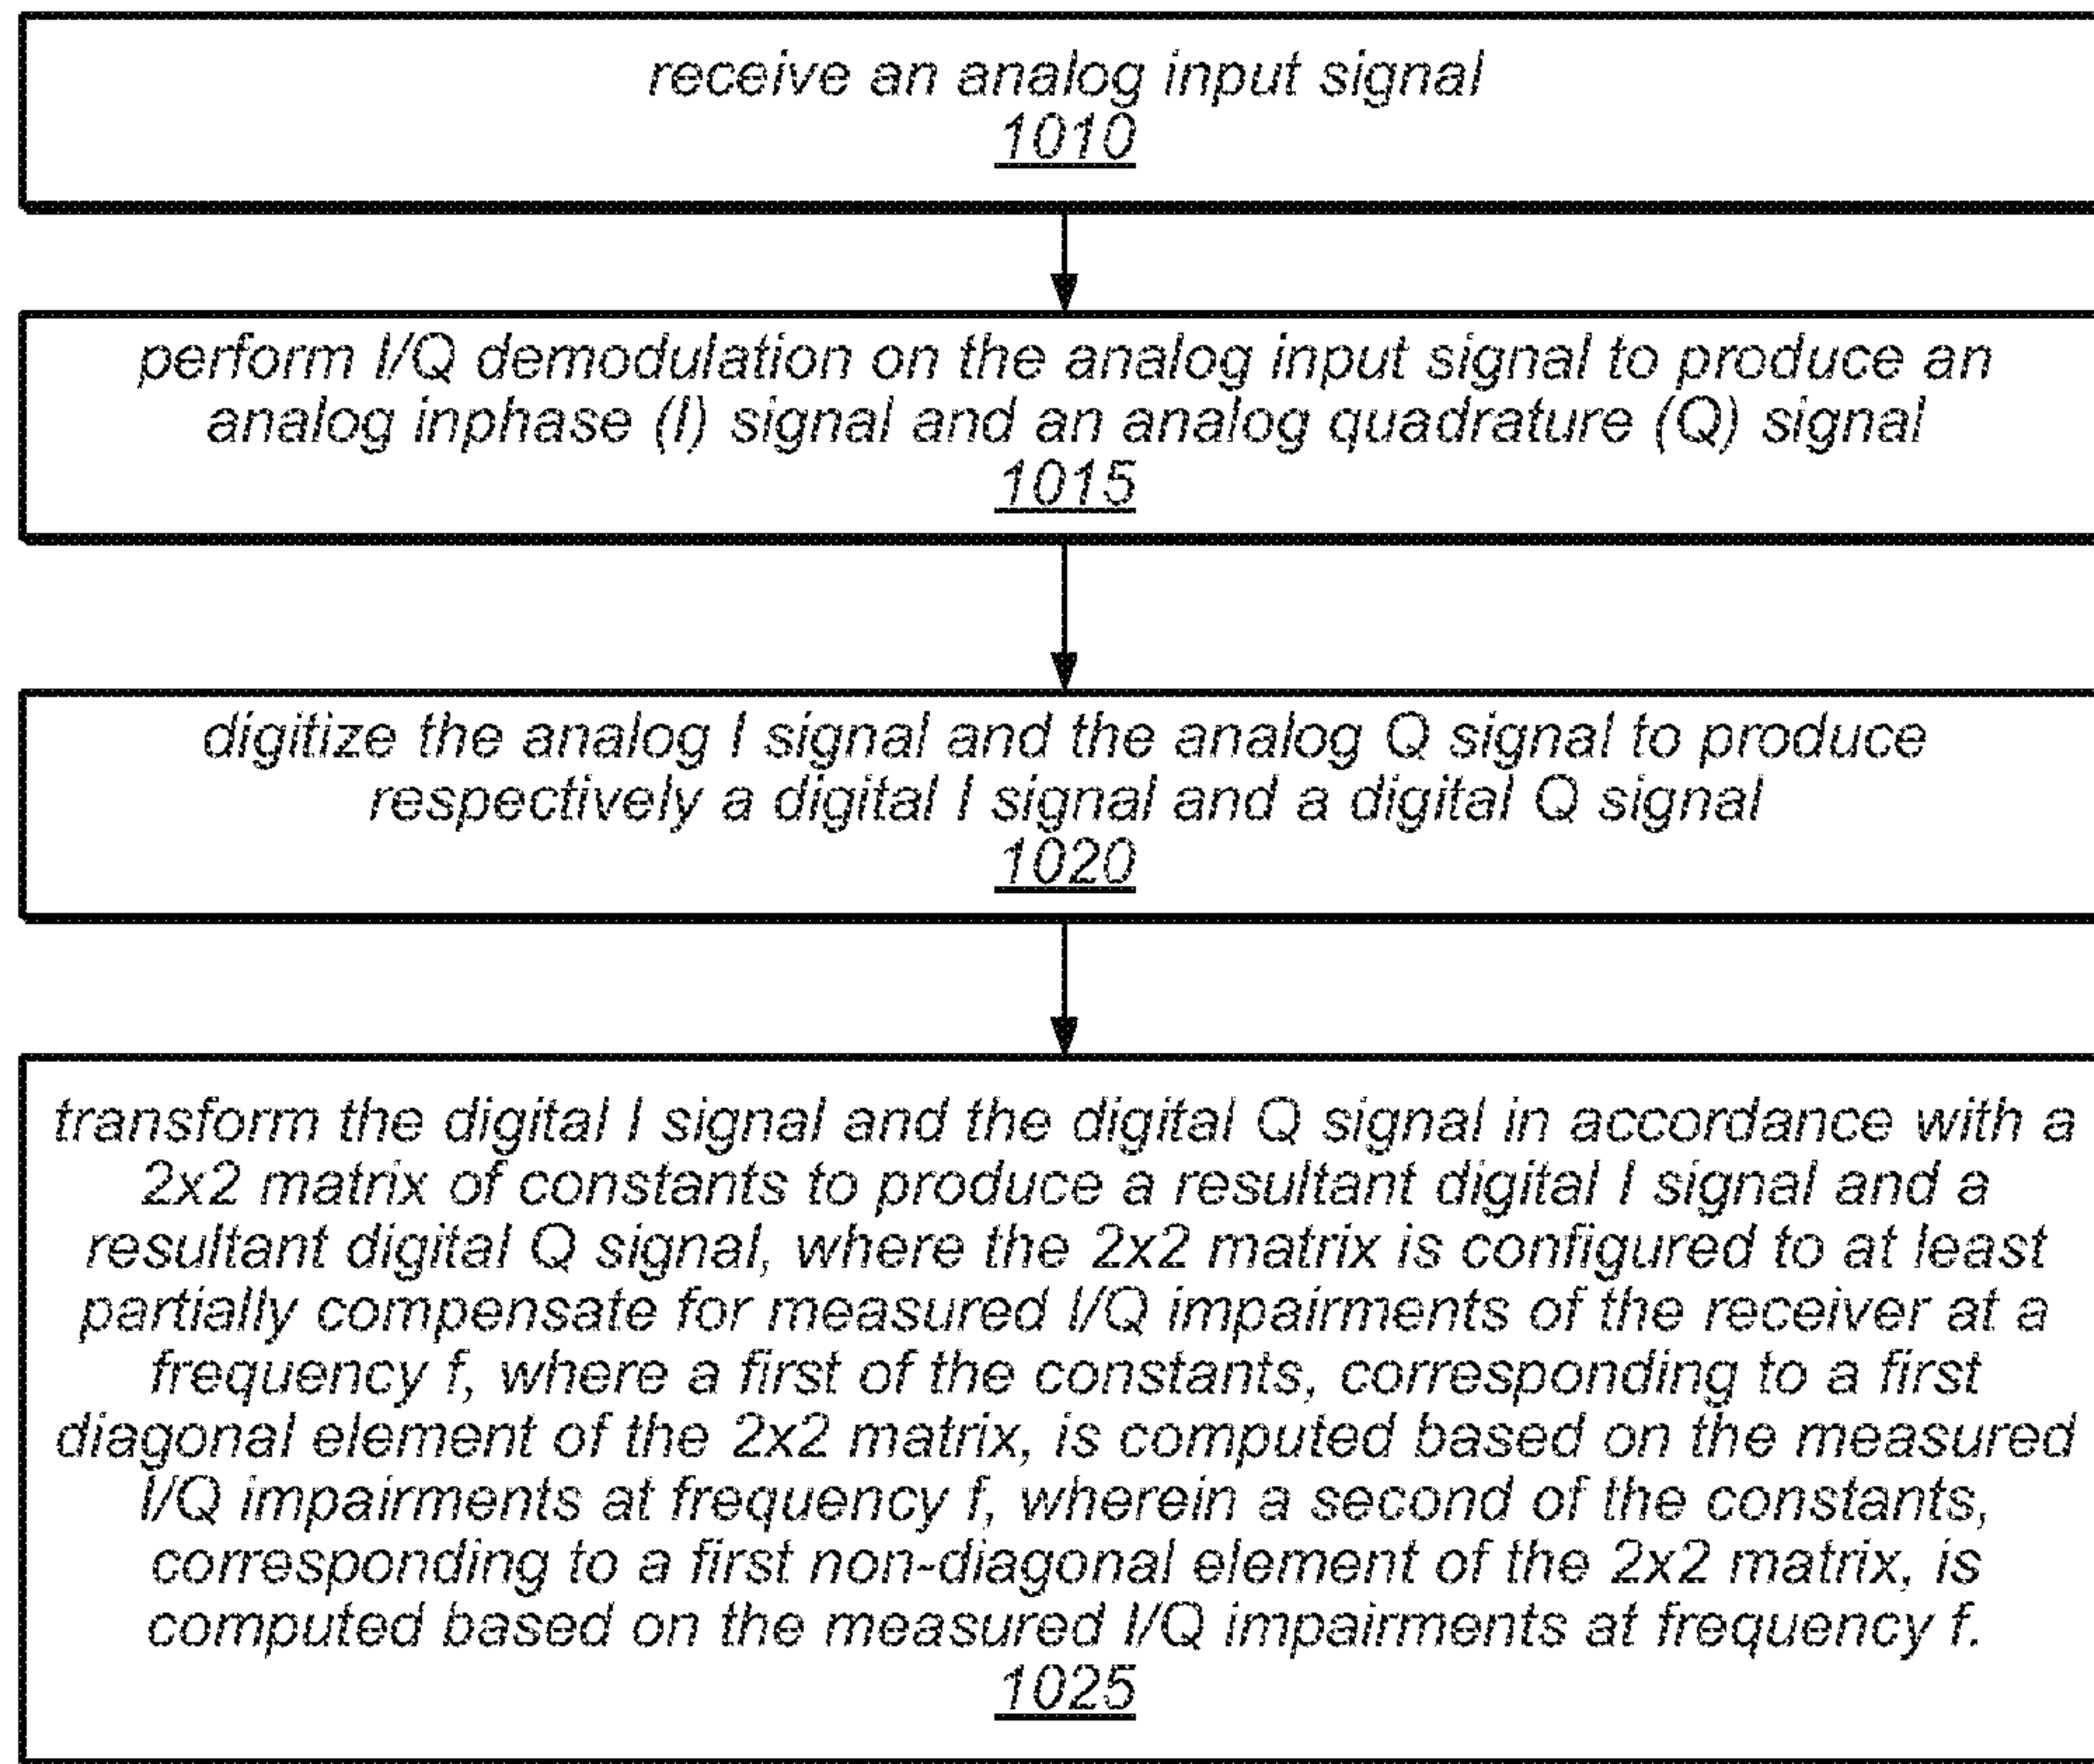 receive an analog input signal
1010
perform I/Q demodulation on the analog input signal to produce an
analog inphase (I) signal and an analog quadrature (Q) signal
1015
digitize the analog I signal and the analog Q signal to produce
respectively a digital I signal and a digital Q signal
1020
transform the digital I signal and the digital Q signal in accordance with a
2x2 matrix of constants to produce a resultant digital I signal and a
resultant digital Q signal, where the 2x2 matrix is configured to at least
partially compensate for measured I/Q impairments of the receiver at a
frequency f, where a first of the constants, corresponding to a first
diagonal element of the 2x2 matrix, is computed based on the measured
I/Q impairments at frequency f, wherein a second of the constants,
corresponding to a first non-diagonal element of the 2x2 matrix, is
computed based on the measured I/Q impairments at frequency f.
1025